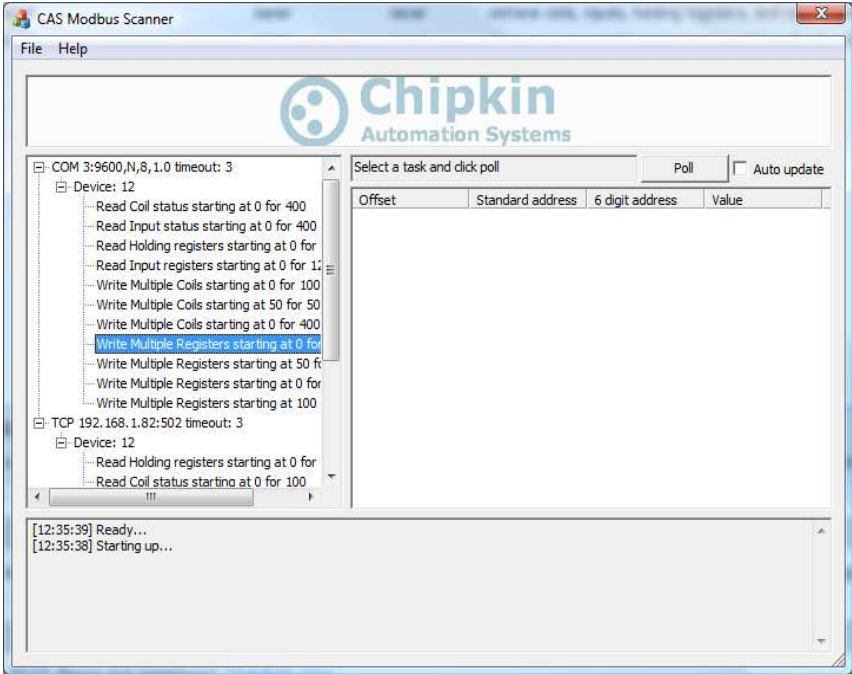 CAS Modbus Scanner
File Help
Chipkin
Automation Systems
COM 3:9600,N,8,1.0 timeout: 3
Device: 12
Read Coil status starting at 0 for 400
Read Input status starting at 0 for 400
Read Holding registers starting at 0 for
Read Input registers starting at 0 for
Write Multiple Coils starting at 0 for 100
Write Multiple Coils starting at 50 for 50
Write Multiple Coils starting at 0 for 400
Write Multiple Registers starting at 0 for
Write Multiple Registers starting at 50
Write Multiple Registers starting at 0 for
Write Multiple Registers starting at 100
TCP 192.168.1.82:502 timeout: 3
Device: 12
Read Holding registers starting at 0 for
Read Coil status starting at 0 for 100
Select a task and click poll Poll Auto update
Offset Standard address 6 digit address Value
[12:35:39] Ready...
[12:35:38] Starting up...